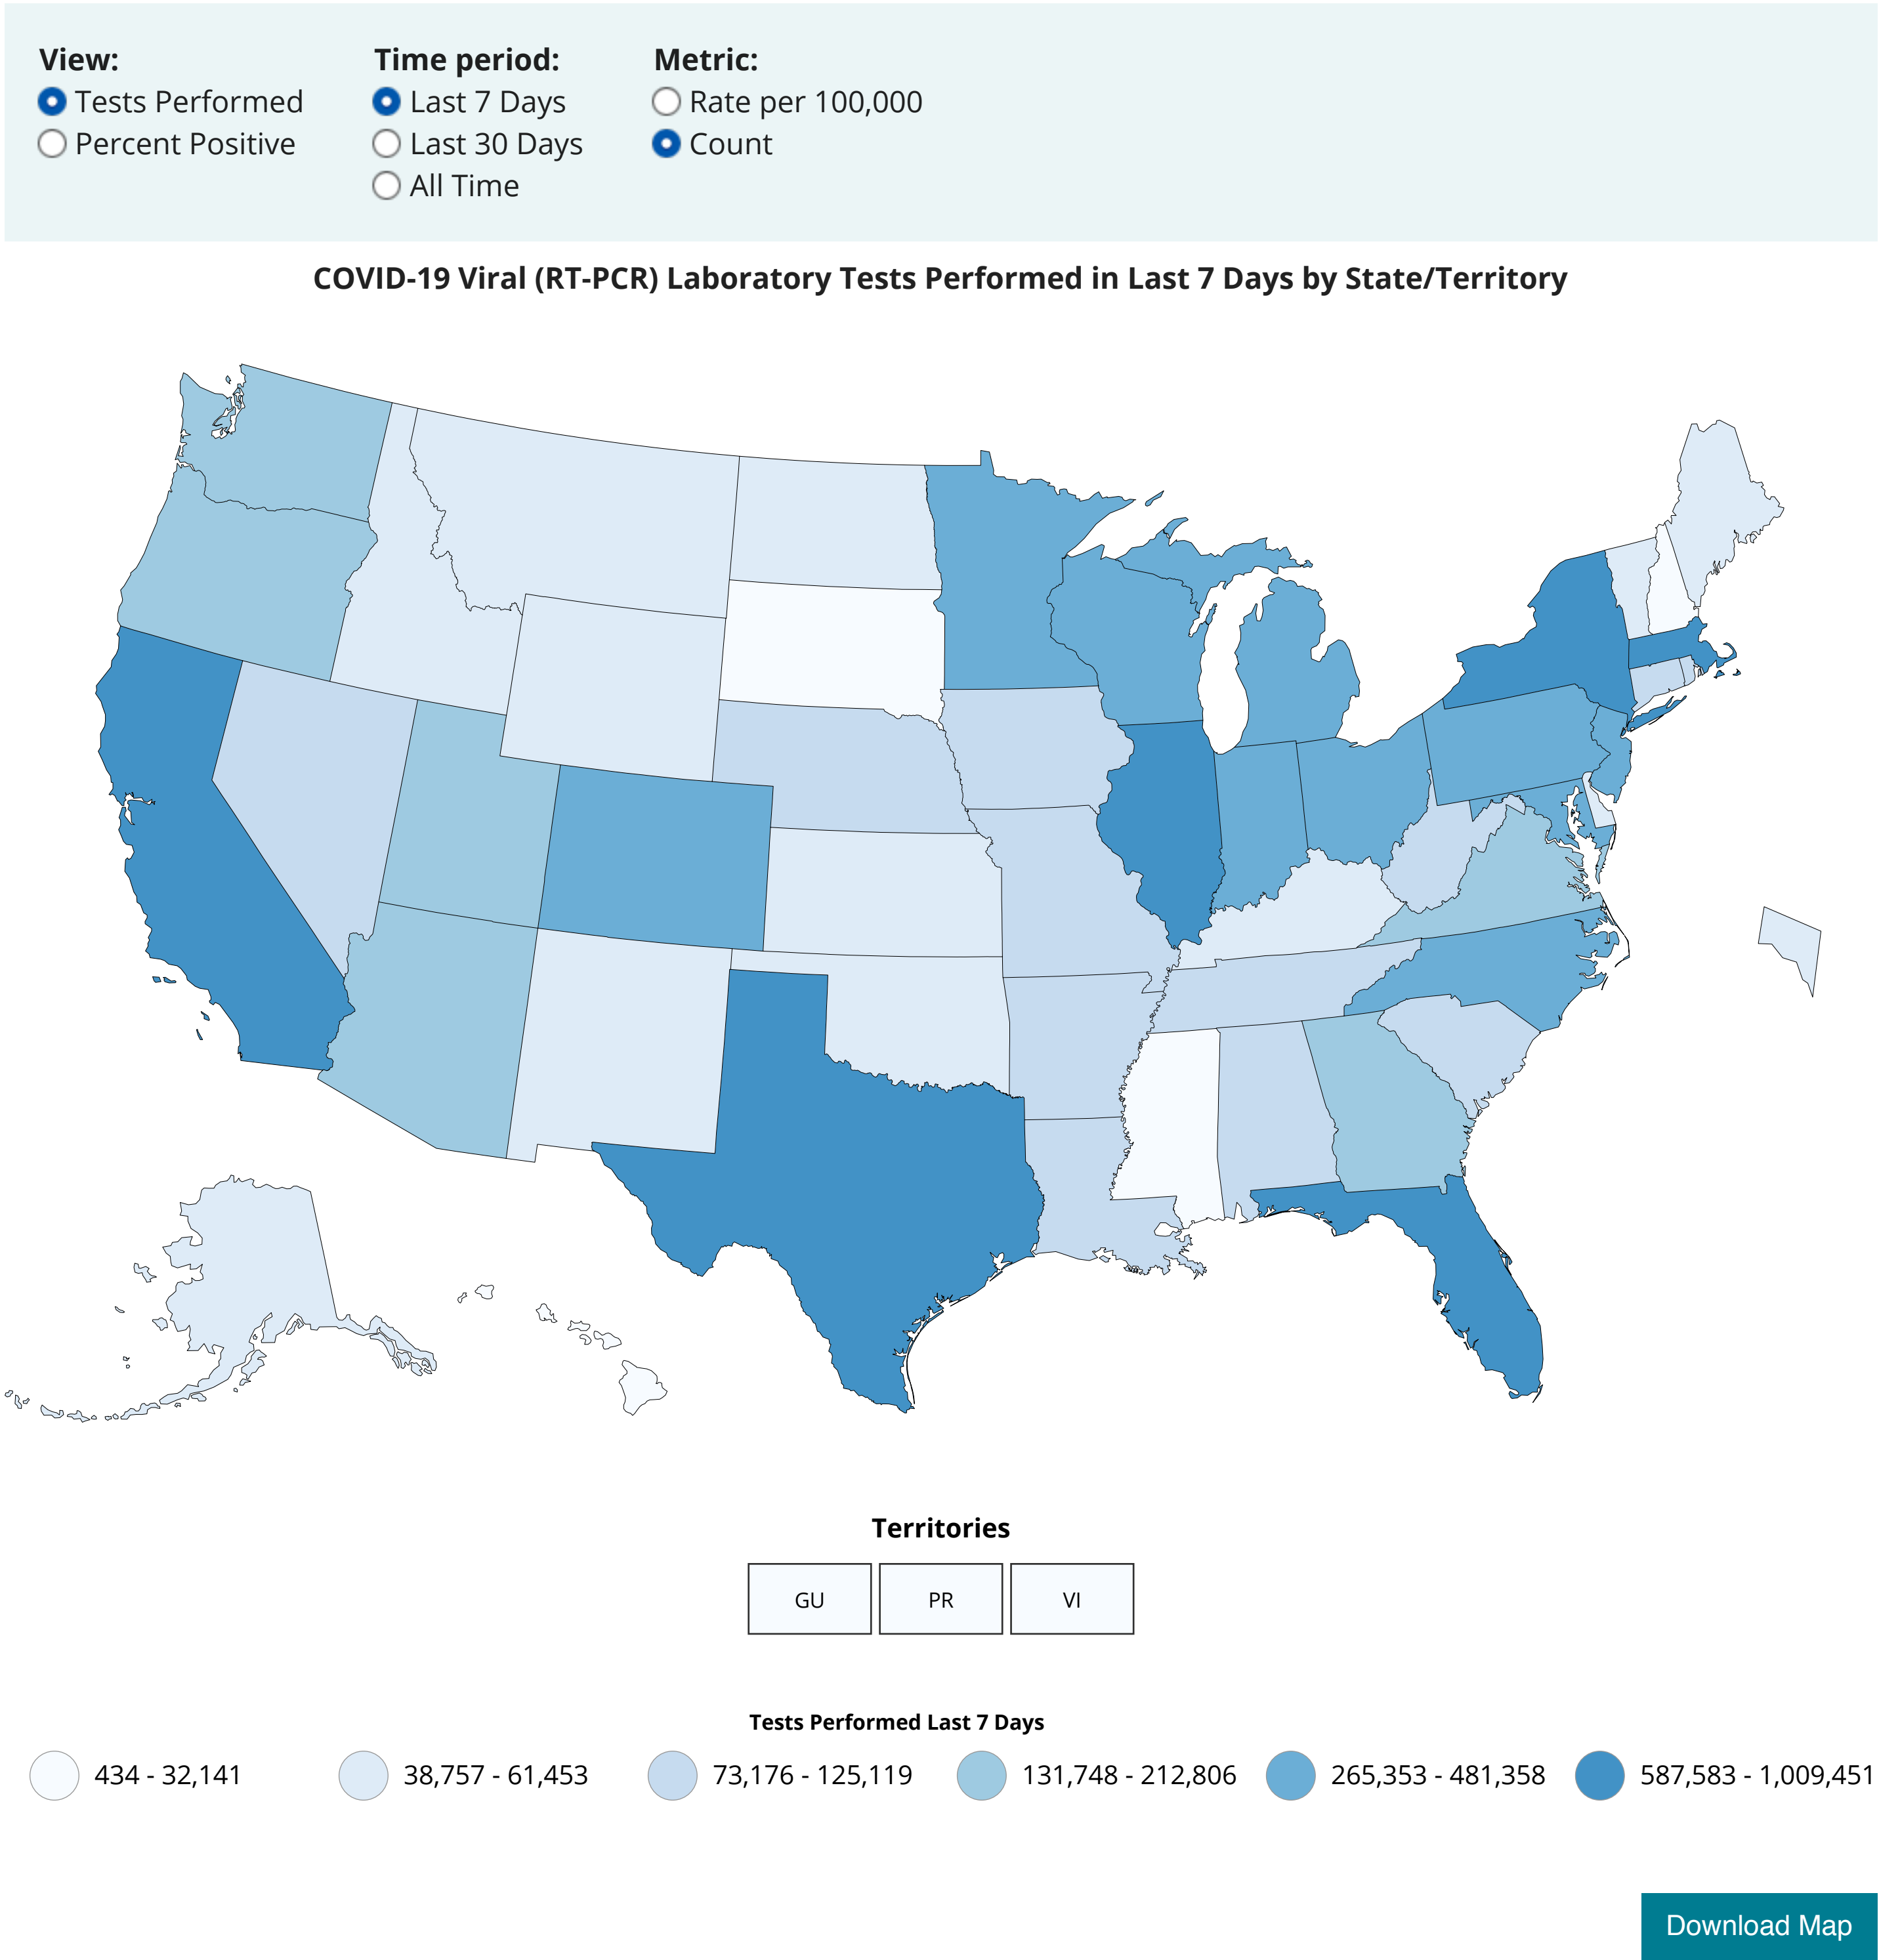 View:
Tests Performed
Percent Positive
Time period:
Last 7 Days
Last 30 Days
All Time
Metric:
Rate per 100,000
Count
COVID-19 Viral (RT-PCR) Laboratory Tests Performed in Last 7 Days by State/Territory
Territories
GU
PR
VI
Tests Performed Last 7 Days
434 - 32,141
38,757 - 61,453
73,176 - 125,119
131,748 - 212,806
265,353 - 481,358
587,583 - 1,009,451
Download Map